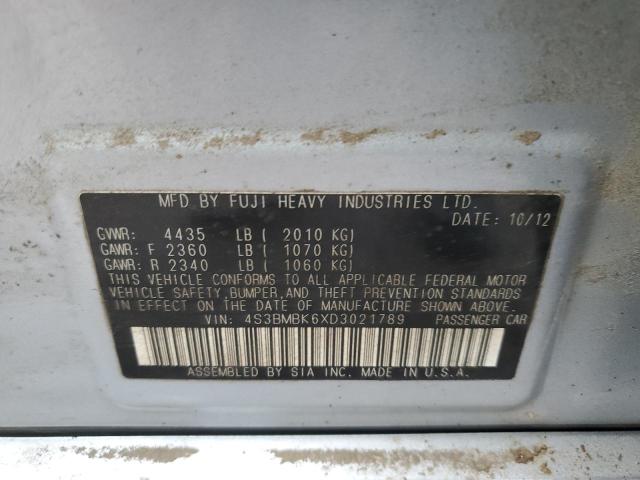 MFD BY FUJI HEAVY INDUSTRIES LTD.
DATE: 10/12
GVWR: 4435 LB ( 2010 KG)
GAWR: F 2360 LB ( 1070 KG)
GAWR: R 2340 LB ( 1060 KG)
THIS VEHICLE CONFORMS TO ALL APPLICABLE FEDERAL MOTOR
VEHICLE SAFETY, BUMPER, AND THEFT PREVENTION STANDARDS
IN EFFECT ON THE DATE OF MANUFACTURE SHOWN ABOVE.
VIN: 4S3BMBK6XD3021789 PASSENGER CAR
ASSEMBLED BY SIA INC. MADE IN U.S.A.